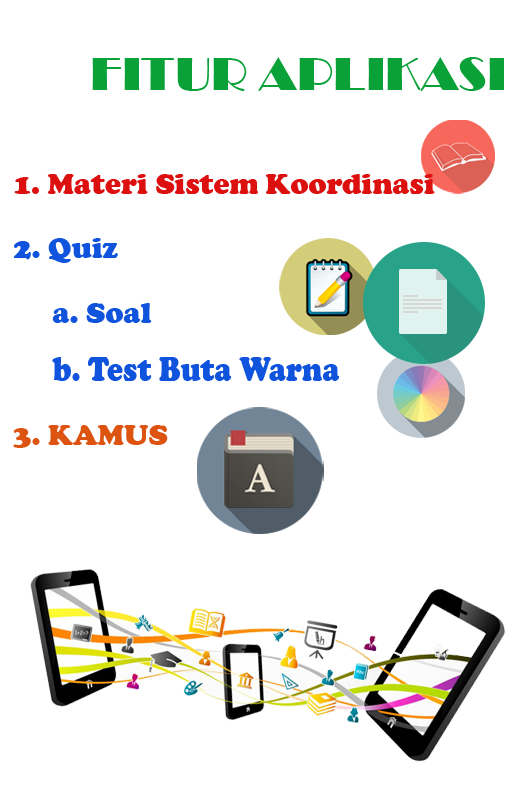 FITUR APLIKASI
1. Materi Sistem Koordinasi
2. Quiz
a. Soal
b. Test Buta Warna
3. KAMUS
A